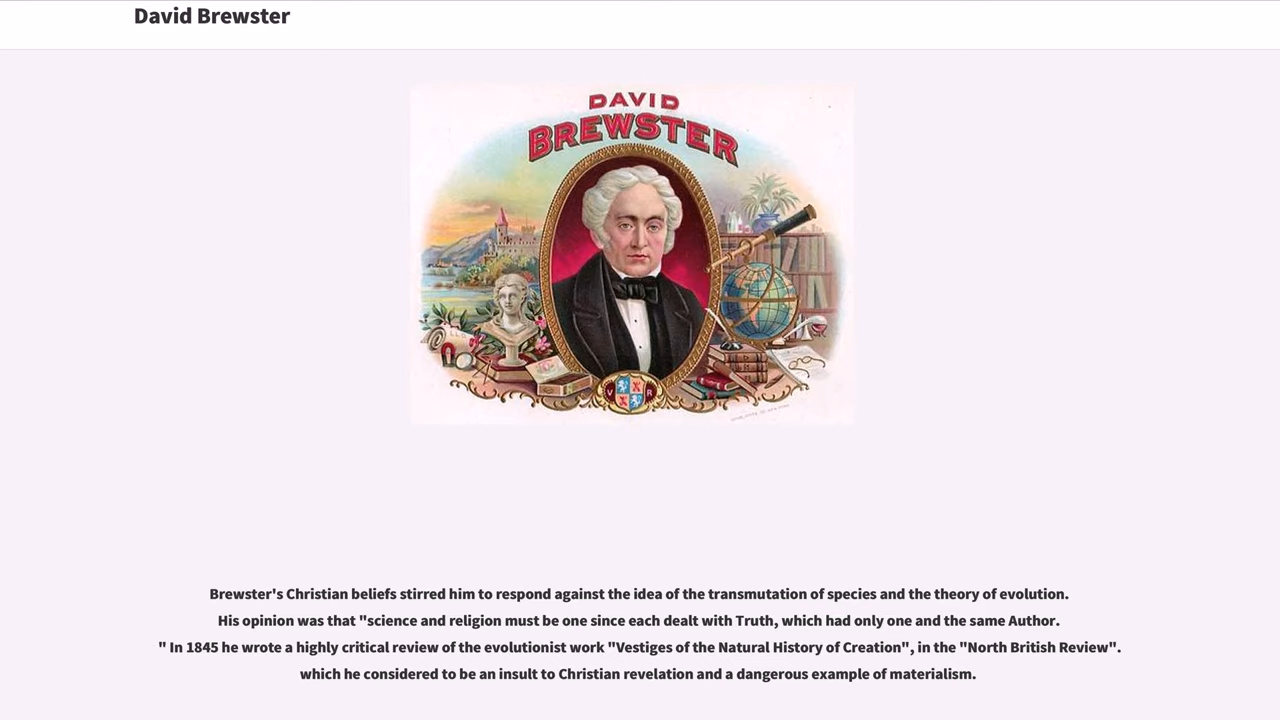 David Brewster
DAVID
BREWSTER
V R
Brewster's Christian beliefs stirred him to respond against the idea of the transmutation of species and the theory of evolution.
His opinion was that "science and religion must be one since each dealt with Truth, which had only one and the same Author.
" In 1845 he wrote a highly critical review of the evolutionist work "Vestiges of the Natural History of Creation", in the "North British Review".
which he considered to be an insult to Christian revelation and a dangerous example of materialism.